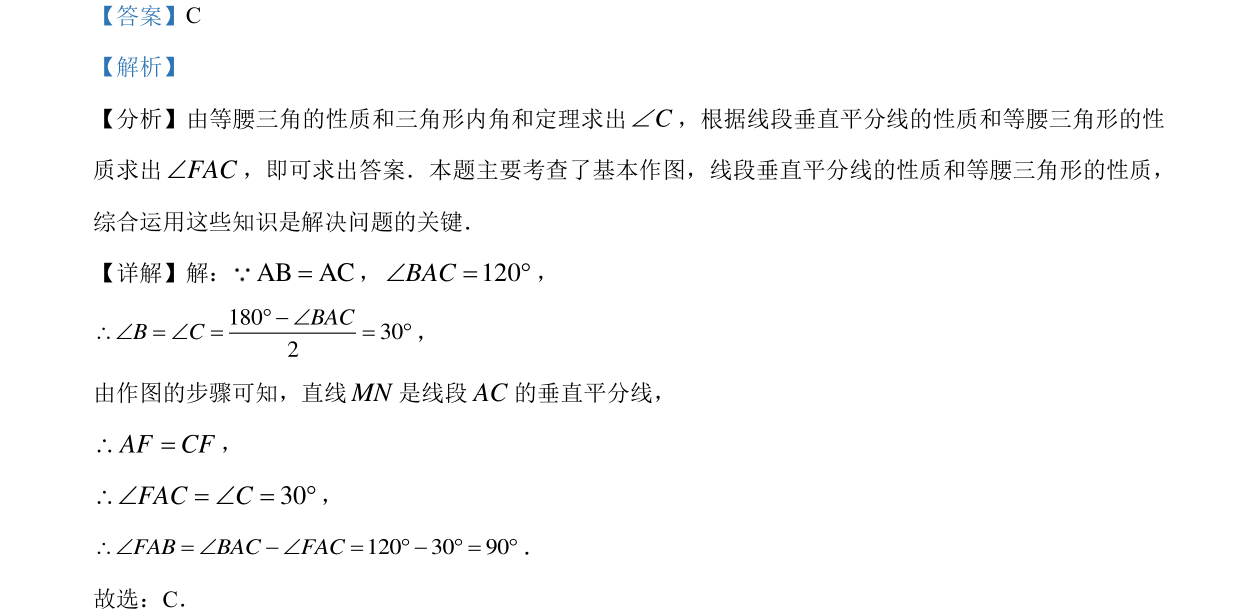 【答案】C
【解析】
【分析】由等腰三角的性质和三角形内角和定理求出∠C，根据线段垂直平分线的性质和等腰三角形的性
质求出∠FAC，即可求出答案．本题主要考查了基本作图，线段垂直平分线的性质和等腰三角形的性质，
综合运用这些知识是解决问题的关键．
【详解】解：∵AB＝AC，∠BAC＝120°，
∴∠B＝∠C＝(180°－∠BAC)/2＝30°，
由作图的步骤可知，直线MN是线段AC的垂直平分线，
∴AF＝CF，
∴∠FAC＝∠C＝30°，
∴∠FAB＝∠BAC－∠FAC＝120°－30°＝90°．
故选：C．